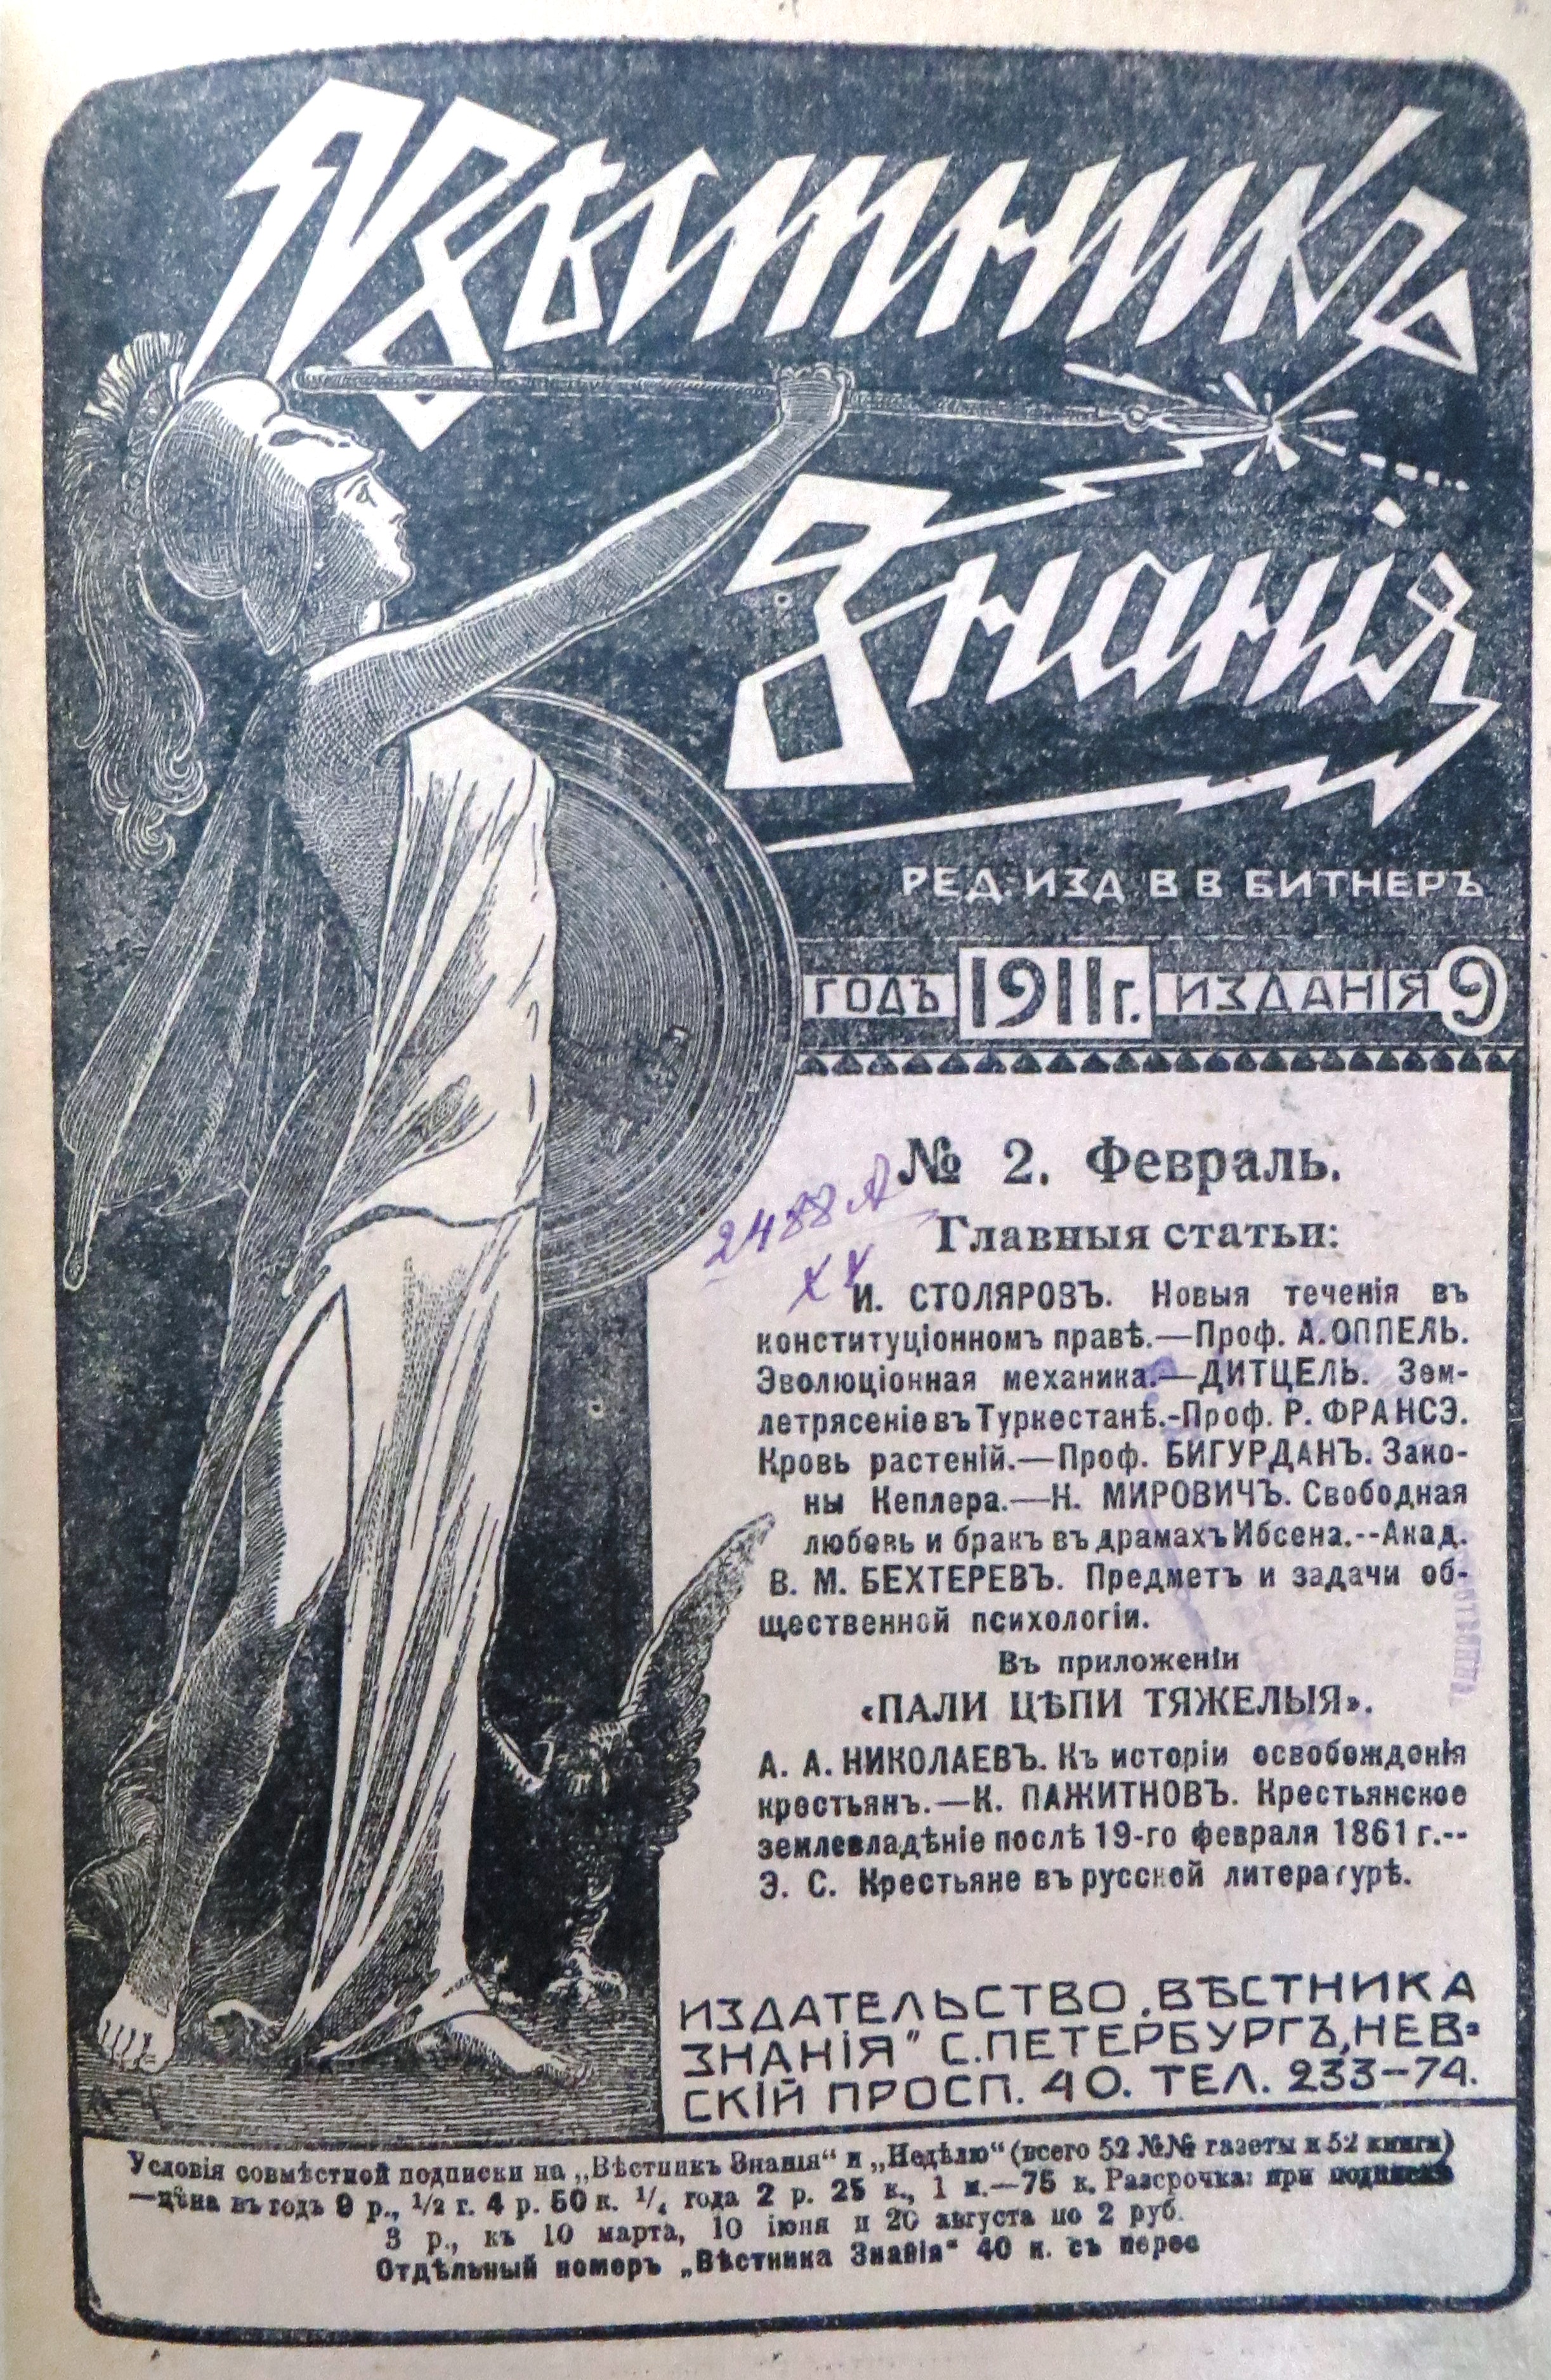 Вѣстникъ
Знанія
РЕД. ИЗД. В В БИТНЕРЪ
ГОДЪ 1911г. ИЗДАНІЯ 9
№ 2. Февраль.
2488
Главныя статьи:
И. СТОЛЯРОВЪ. Новыя теченія въ
конституціонномъ правѣ.—Проф. А. ОППЕЛЬ.
Эволюціонная механика.—ДИТЦЕЛЬ. Зем-
летрясеніе въ Туркестанѣ.-Проф. Р. ФРАНСЭ.
Кровь растеній.—Проф. БИГУРДАНЪ. Зако-
ны Кеплера.—Н. МИРОВИЧЪ. Свободная
любовь и бракъ въ драмахъ Ибсена.--Акад.
В. М. БЕХТЕРЕВЪ. Предметъ и задачи об-
щественной психологіи.
Въ приложеніи
«ПАЛИ ЦѢПИ ТЯЖЕЛЫЯ».
А. А. НИКОЛАЕВЪ. Къ исторіи освобожденія
крестьянъ.—К. ПАЖИТНОВЪ. Крестьянское
землевладѣніе послѣ 19-го февраля 1861 г.--
Э. С. Крестьяне въ русской литературѣ.
ИЗДАТЕЛЬСТВО „ВѢСТНИКА
ЗНАНІЯ" С.ПЕТЕРБУРГЪ, НЕВ-
СКІЙ ПРОСП. 40. ТЕЛ. 233-74.
Условія совмѣстной подписки на „Вѣстникъ Знанія" и „Недѣлю" (всего 52 №№ газеты и 52 книги)
—цѣна въ годъ 9 р., 1/2 г. 4 р. 50 к. 1/4 года 2 р. 25 к., 1 м.—75 к. Разсрочка: при подпискѣ
3 р., къ 10 марта, 10 іюня и 20 августа по 2 руб.
Отдѣльный номеръ „Вѣстника Знанія" 40 к. съ перес